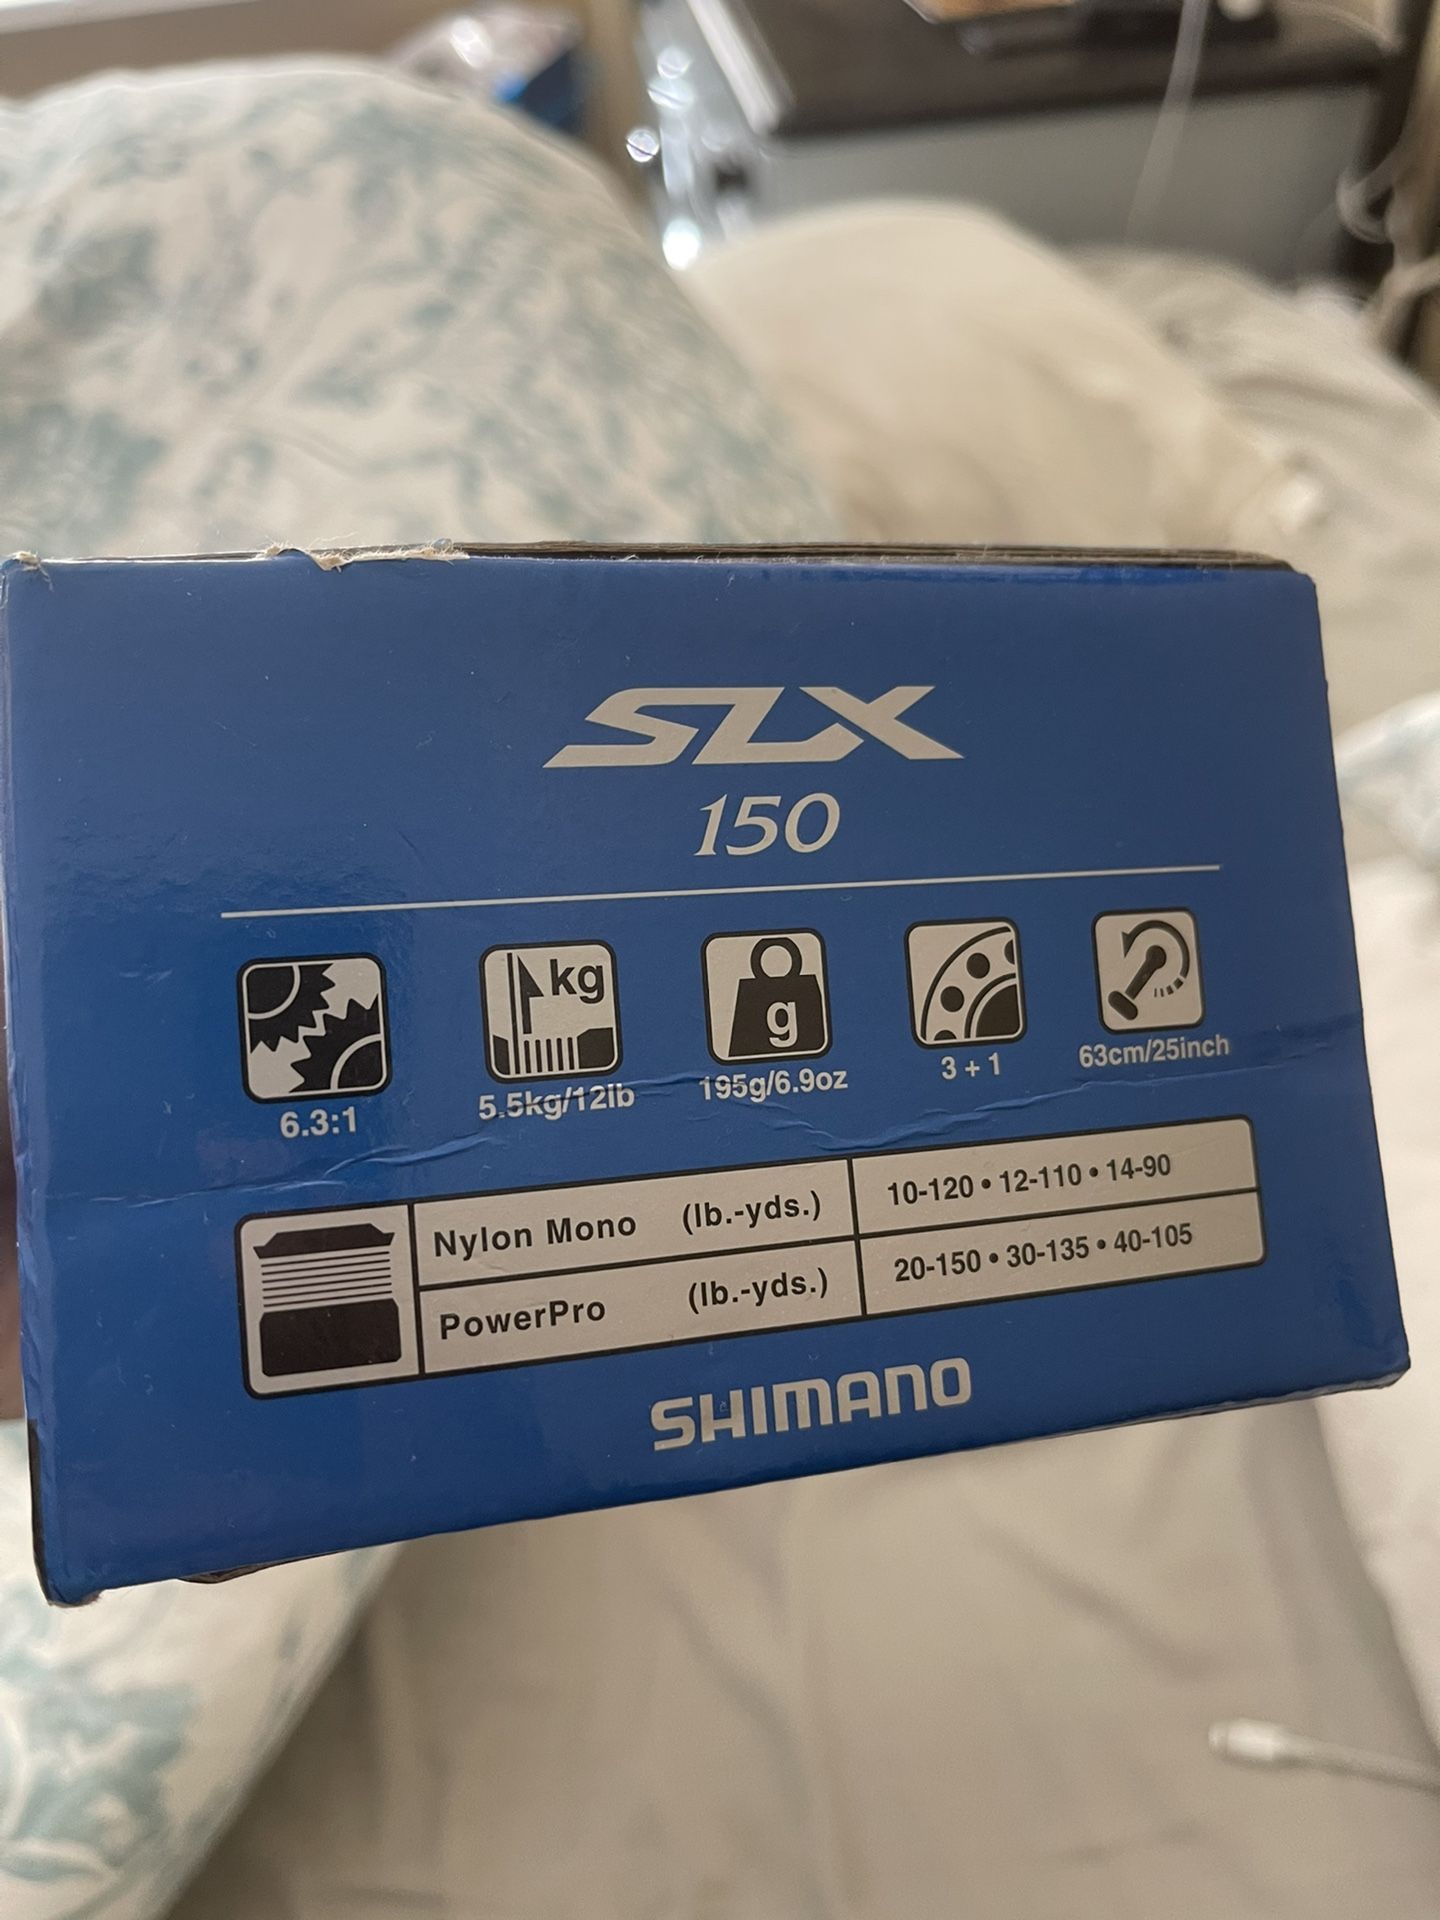 SLX
150
kg
g
6.3:1 5.5kg/12lb 195g/6.9oz 3 + 1 63cm/25inch
Nylon Mono (lb.-yds.) 10-120 • 12-110 • 14-90
PowerPro (lb.-yds.) 20-150 • 30-135 • 40-105
SHIMANO